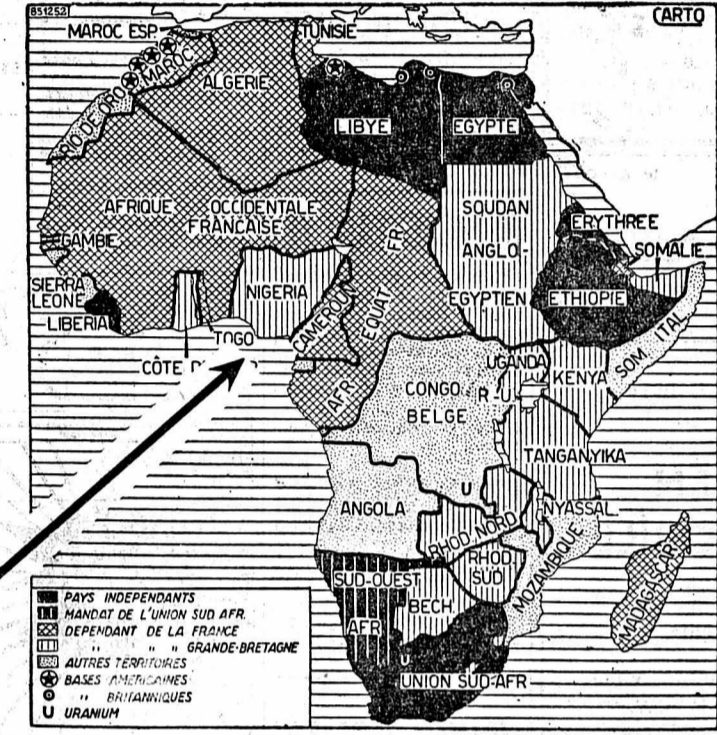 851252
CARTO
MAROC ESP.
TUNISIE
MAROC
ALGERIE
RIO DE ORO
LIBYE
EGYPTE
AFRIQUE OCCIDENTALE
FRANCAISE
FR.
SOUDAN
ANGLO-
EGYPTIEN
ERYTHREE
SOMALIE
GAMBIE
SIERRA
LEONE
LIBERIA
NIGERIA
CAMEROUN
EQUAT
AFR
ETHIOPIE
SOM ITAL
TOGO
CÔTE
UGANDA
KENYA
CONGO
BELGE
R-U
TANGANYIKA
U
ANGOLA
NYASSAL
RHOD-NORD
RHOD.
SUD
MOZAMBIQUE
MADAGASCAR
SUD-OUEST
AFR
BECH.
U
UNION SUD-AFR
PAYS INDEPENDANTS
MANDAT DE L'UNION SUD AFR.
DEPENDANT DE LA FRANCE
" " " GRANDE-BRETAGNE
AUTRES TERRITOIRES
BASES AMERICAINES
" BRITANNIQUES
U URANIUM